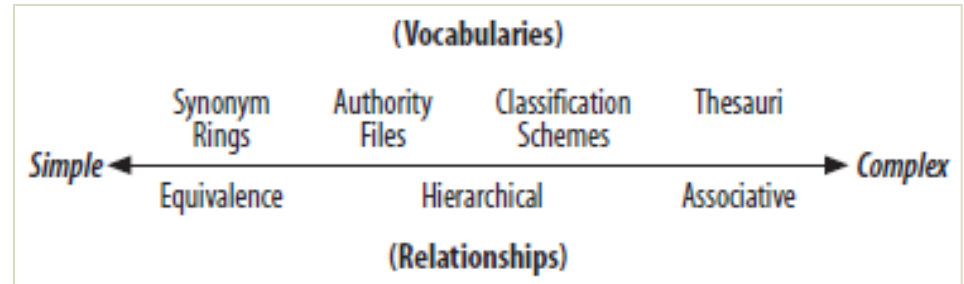 (Vocabularies)
Synonym Authority Classification Thesauri
Rings Files Schemes
Simple Complex
Equivalence Hierarchical Associative
(Relationships)